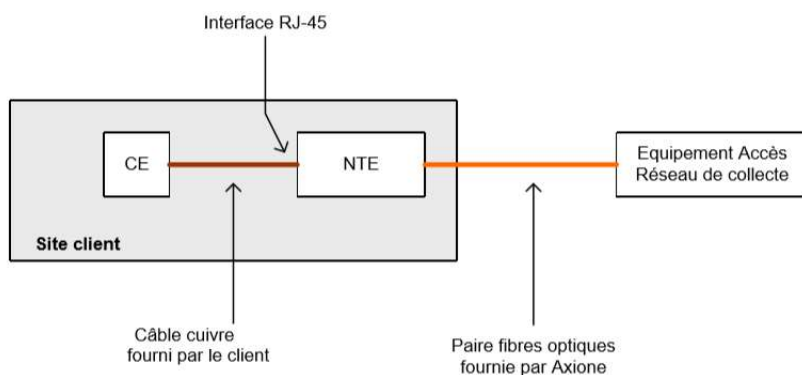 Interface RJ-45
CE
NTE
Equipement Accès
Réseau de collecte
Site client
Câble cuivre
fourni par le client
Paire fibres optiques
fournie par Axione